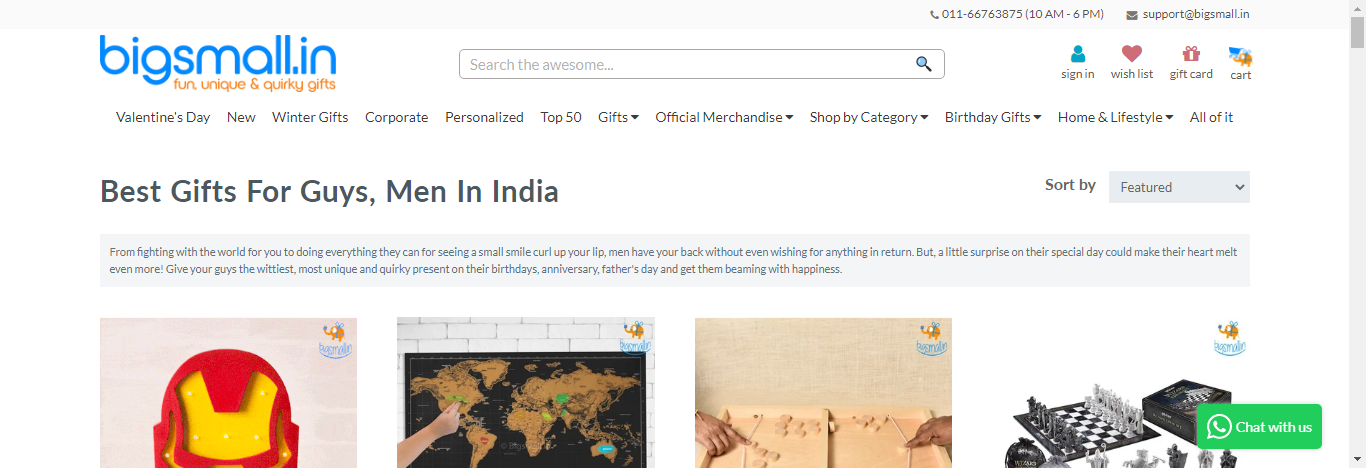 011-66763875 (10 AM - 6 PM) support@bigsmall.in
bigsmall.in
fun, unique & quirky gifts
Search the awesome...
sign in wish list gift card cart
Valentine's Day New Winter Gifts Corporate Personalized Top 50 Gifts Official Merchandise Shop by Category Birthday Gifts Home & Lifestyle All of it
Best Gifts For Guys, Men In India
Sort by Featured
From fighting with the world for you to doing everything they can for seeing a small smile curl up your lip, men have your back without even wishing for anything in return. But, a little surprise on their special day could make their heart melt
even more! Give your guys the wittiest, most unique and quirky present on their birthdays, anniversary, father's day and get them beaming with happiness.
bigsmall.in bigsmall.in bigsmall.in bigsmall.in
Chat with us